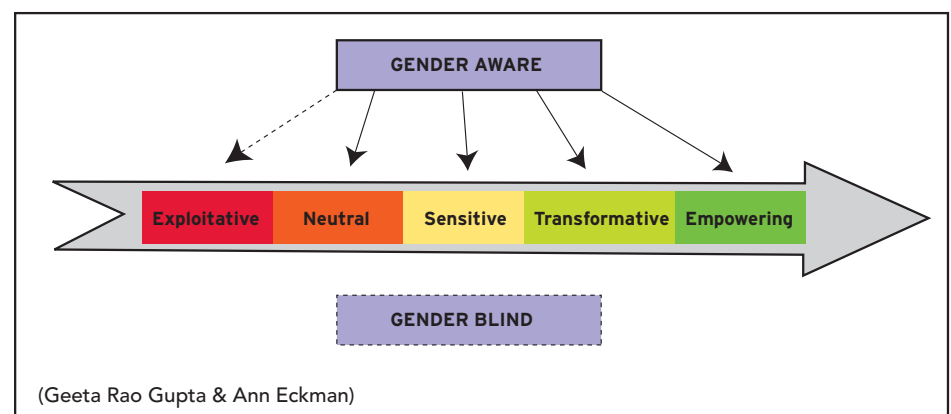 GENDER AWARE
Exploitative Neutral Sensitive Transformative Empowering
GENDER BLIND
(Geeta Rao Gupta & Ann Eckman)